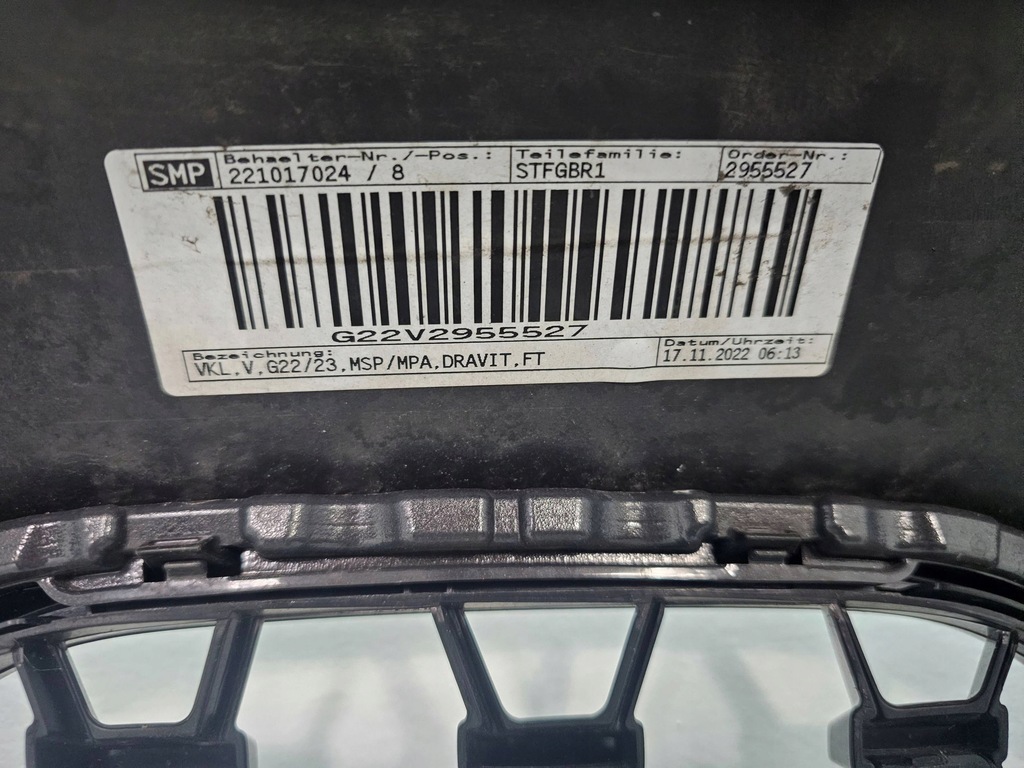 SMP Behaelter-Nr./-Pos.: Teilefamilie: Order-Nr.:
221017024 / 8 STFGBR1 2955527
G22V2955527
Bezeichnung: Datum/Uhrzeit:
VKL,V,G22/23,MSP/MPA,DRAVIT,FT 17.11.2022 06:13